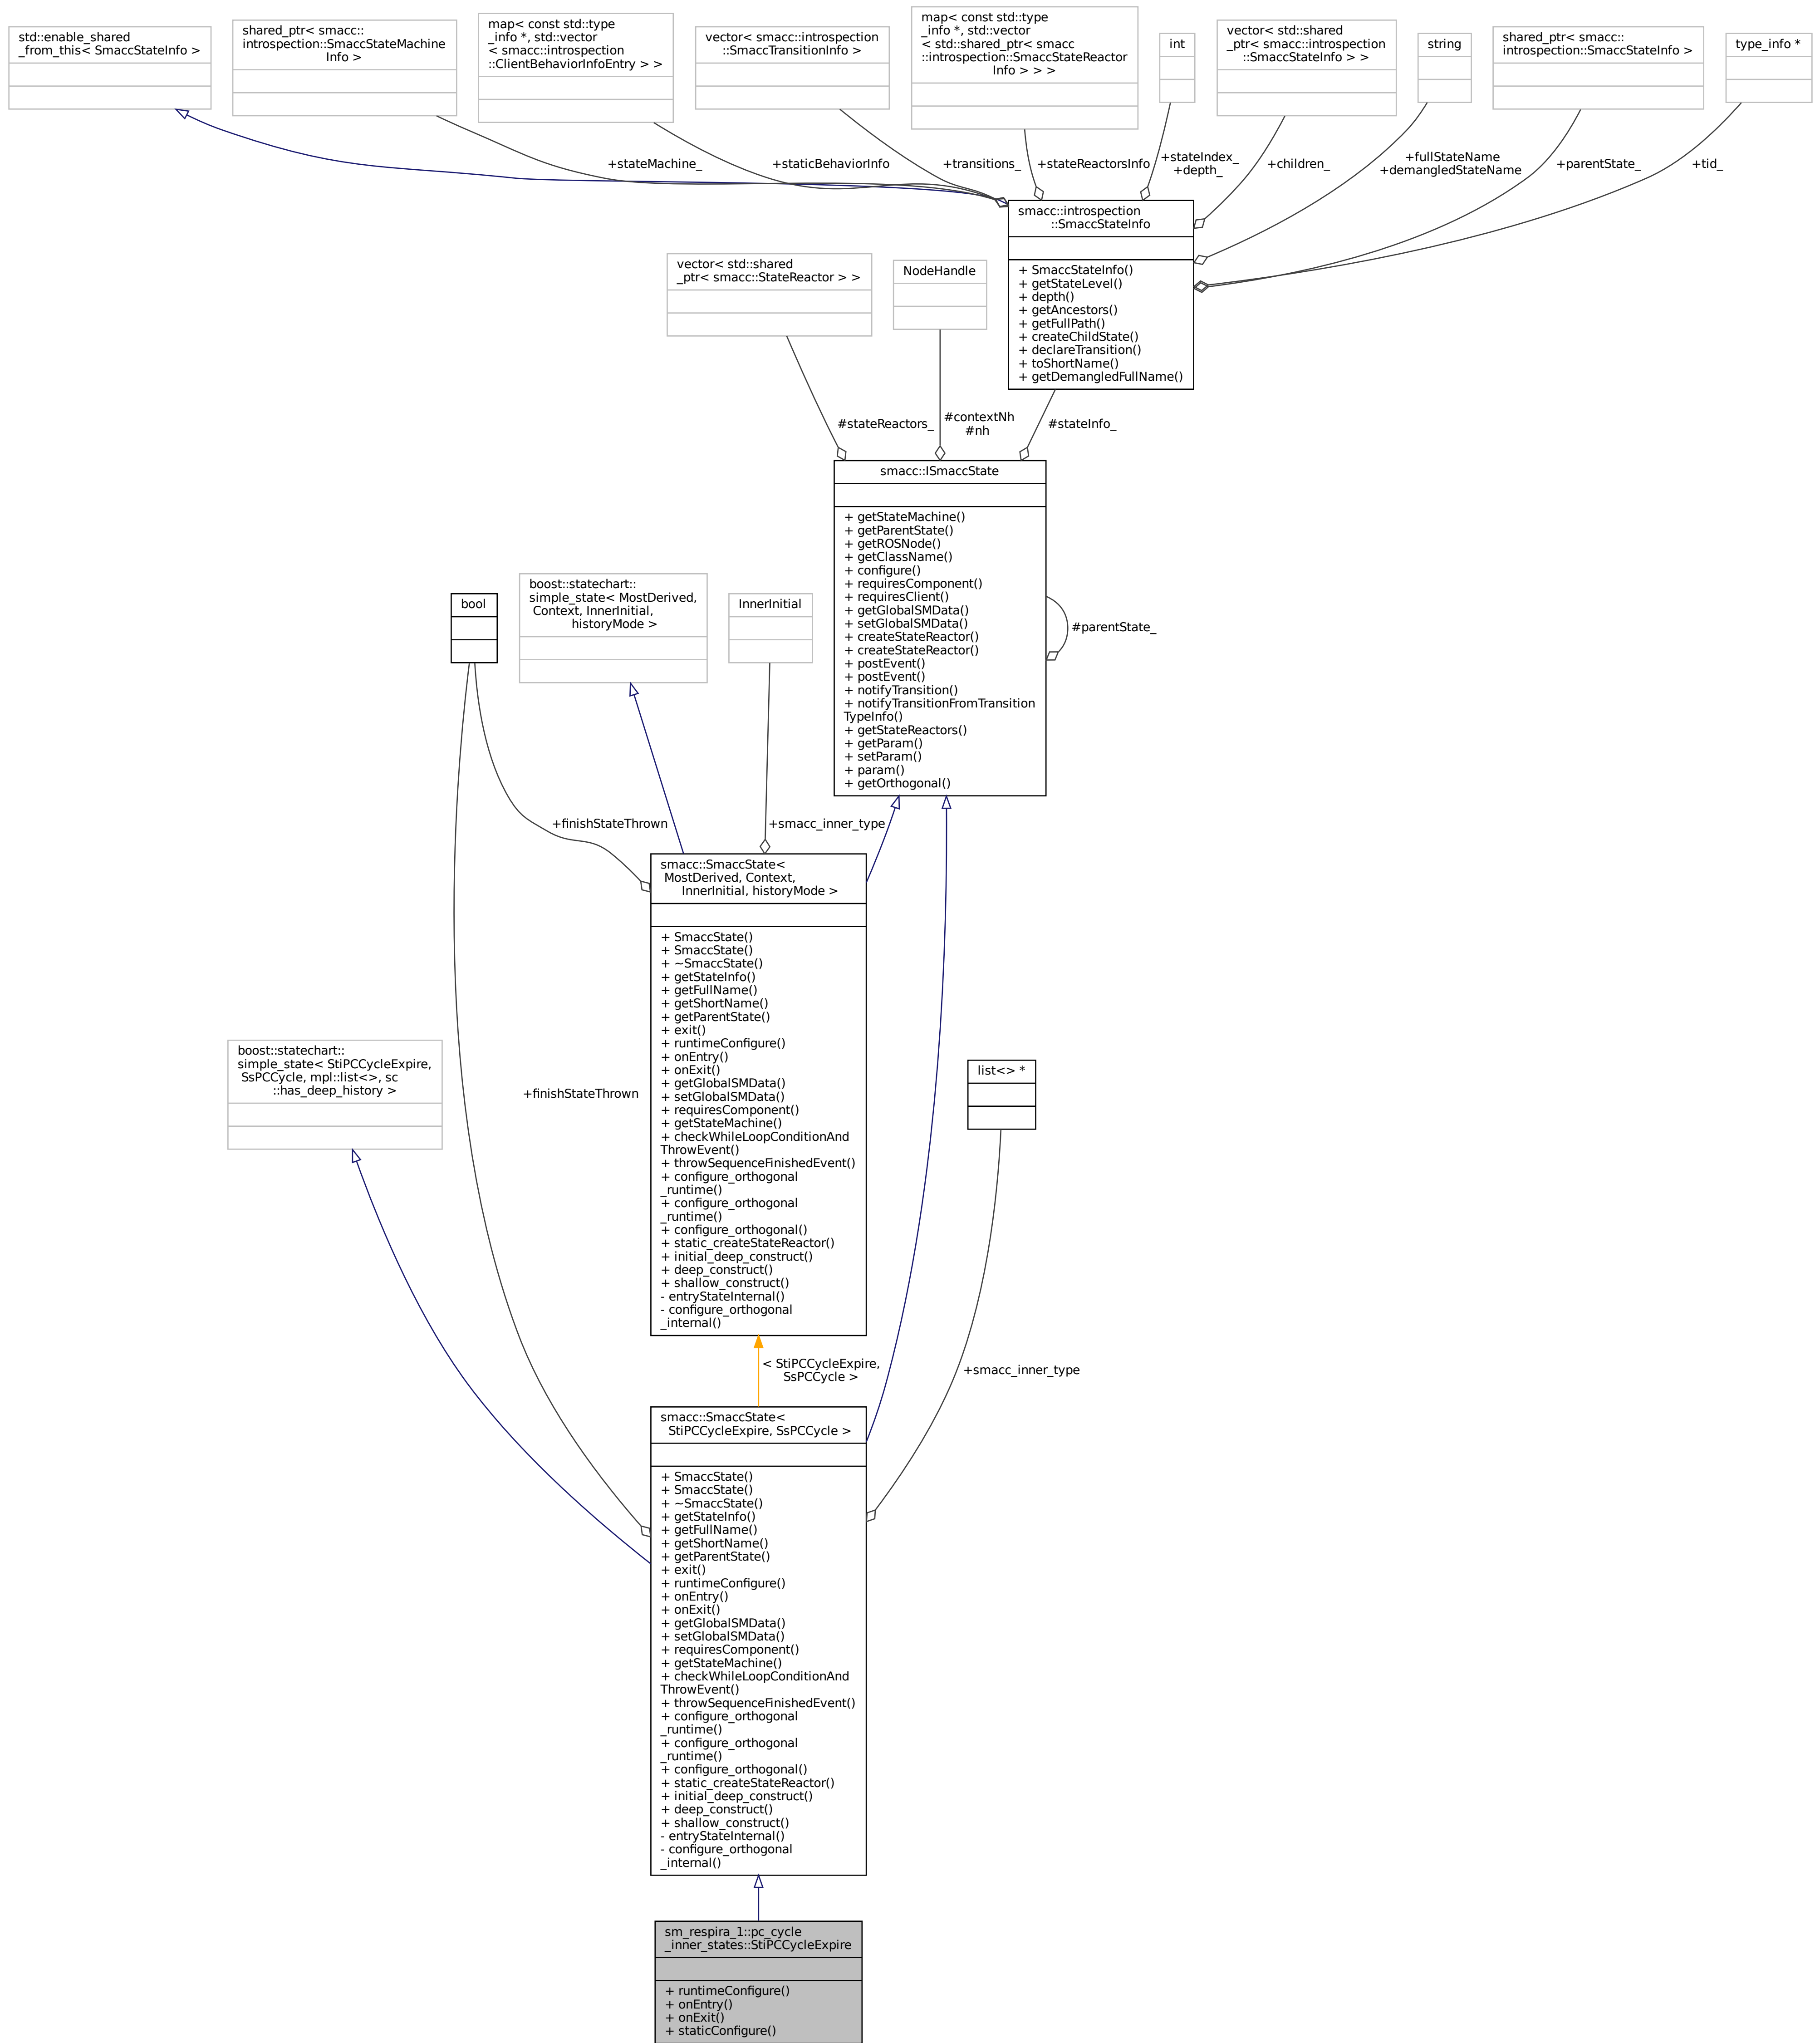 std::enable_shared
_from_this< SmaccStateInfo >
shared_ptr< smacc::
introspection::SmaccStateMachine
Info >
map< const std::type
_info *, std::vector
< smacc::introspection
::ClientBehaviorInfoEntry > >
vector< smacc::introspection
::SmaccTransitionInfo >
map< const std::type
_info *, std::vector
< std::shared_ptr< smacc
::introspection::SmaccStateReactor
Info > > >
int
vector< std::shared
_ptr< smacc::introspection
::SmaccStateInfo > >
string
shared_ptr< smacc::
introspection::SmaccStateInfo >
type_info *
+stateMachine_
+staticBehaviorInfo
+transitions_
+stateReactorsInfo
+stateIndex_
+depth_
+children_
+fullStateName
+demangledStateName
+parentState_
+tid_
smacc::introspection
::SmaccStateInfo
+ SmaccStateInfo()
+ getStateLevel()
+ depth()
+ getAncestors()
+ getFullPath()
+ createChildState()
+ declareTransition()
+ toShortName()
+ getDemangledFullName()
vector< std::shared
_ptr< smacc::StateReactor > >
NodeHandle
#stateReactors_
#contextNh
#nh
#stateInfo_
smacc::ISmaccState
+ getStateMachine()
+ getParentState()
+ getROSNode()
+ getClassName()
+ configure()
+ requiresComponent()
+ requiresClient()
+ getGlobalSMData()
+ setGlobalSMData()
+ createStateReactor()
+ createStateReactor()
+ postEvent()
+ postEvent()
+ notifyTransition()
+ notifyTransitionFromTransition
TypeInfo()
+ getStateReactors()
+ getParam()
+ setParam()
+ param()
+ getOrthogonal()
#parentState_
bool
boost::statechart::
simple_state< MostDerived,
Context, InnerInitial,
historyMode >
InnerInitial
+finishStateThrown
+smacc_inner_type
smacc::SmaccState<
MostDerived, Context,
InnerInitial, historyMode >
+ SmaccState()
+ SmaccState()
+ ~SmaccState()
+ getStateInfo()
+ getFullName()
+ getShortName()
+ getParentState()
+ exit()
+ runtimeConfigure()
+ onEntry()
+ onExit()
+ getGlobalSMData()
+ setGlobalSMData()
+ requiresComponent()
+ getStateMachine()
+ checkWhileLoopConditionAnd
ThrowEvent()
+ throwSequenceFinishedEvent()
+ configure_orthogonal
_runtime()
+ configure_orthogonal
_runtime()
+ configure_orthogonal()
+ static_createStateReactor()
+ initial_deep_construct()
+ deep_construct()
+ shallow_construct()
- entryStateInternal()
- configure_orthogonal
_internal()
boost::statechart::
simple_state< StiPCCycleExpire,
SsPCCycle, mpl::list<>, sc
::has_deep_history >
+finishStateThrown
list<> *
< StiPCCycleExpire,
SsPCCycle >
+smacc_inner_type
smacc::SmaccState<
StiPCCycleExpire, SsPCCycle >
+ SmaccState()
+ SmaccState()
+ ~SmaccState()
+ getStateInfo()
+ getFullName()
+ getShortName()
+ getParentState()
+ exit()
+ runtimeConfigure()
+ onEntry()
+ onExit()
+ getGlobalSMData()
+ setGlobalSMData()
+ requiresComponent()
+ getStateMachine()
+ checkWhileLoopConditionAnd
ThrowEvent()
+ throwSequenceFinishedEvent()
+ configure_orthogonal
_runtime()
+ configure_orthogonal
_runtime()
+ configure_orthogonal()
+ static_createStateReactor()
+ initial_deep_construct()
+ deep_construct()
+ shallow_construct()
- entryStateInternal()
- configure_orthogonal
_internal()
sm_respira_1::pc_cycle
_inner_states::StiPCCycleExpire
+ runtimeConfigure()
+ onEntry()
+ onExit()
+ staticConfigure()